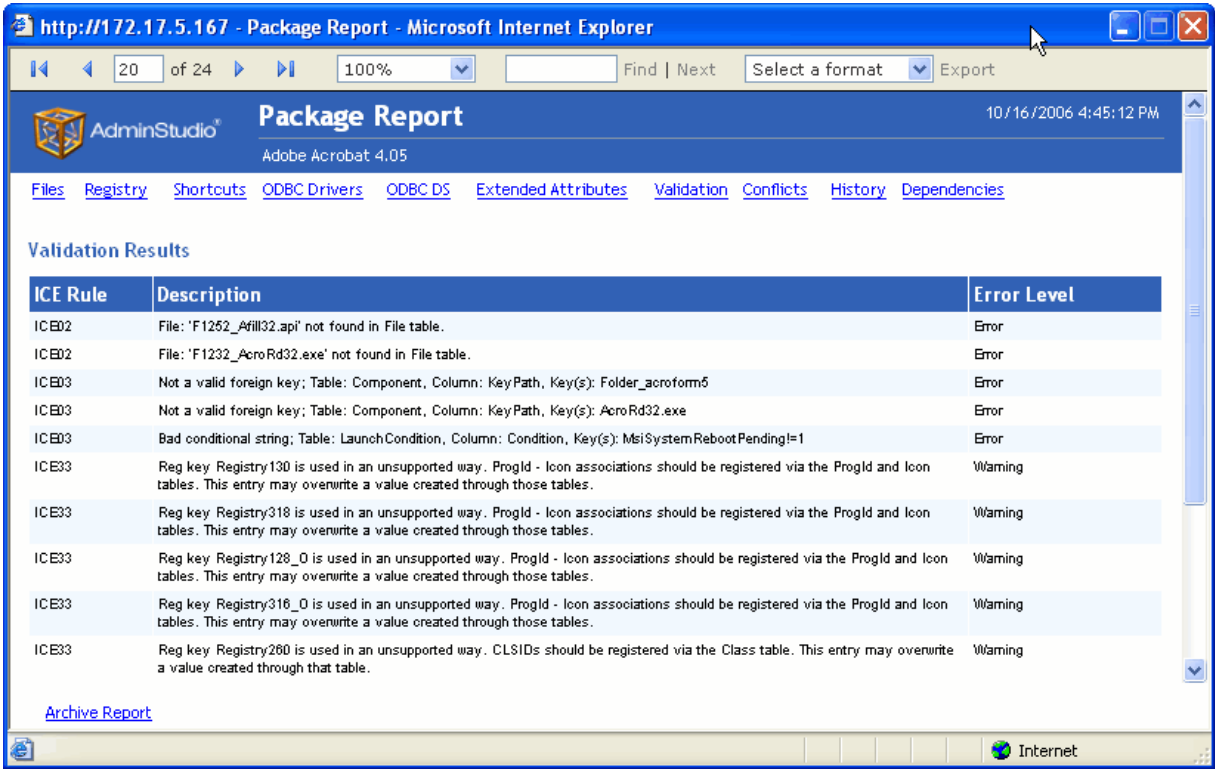 http://172.17.5.167 - Package Report - Microsoft Internet Explorer
20 of 24 100% Find | Next Select a format Export
AdminStudio® Package Report 10/16/2006 4:45:12 PM
Adobe Acrobat 4.05
Files Registry Shortcuts ODBC Drivers ODBC DS Extended Attributes Validation Conflicts History Dependencies
Validation Results
ICE Rule Description Error Level
ICE02 File: 'F1252_Afill32.api' not found in File table. Error
ICE02 File: 'F1232_AcroRd32.exe' not found in File table. Error
ICE03 Not a valid foreign key; Table: Component, Column: KeyPath, Key(s): Folder_acroform5 Error
ICE03 Not a valid foreign key; Table: Component, Column: KeyPath, Key(s): AcroRd32.exe Error
ICE03 Bad conditional string; Table: LaunchCondition, Column: Condition, Key(s): MsiSystemRebootPending!=1 Error
ICE33 Reg key Registry130 is used in an unsupported way. ProgId - Icon associations should be registered via the ProgId and Icon Warning
tables. This entry may overwrite a value created through those tables.
ICE33 Reg key Registry318 is used in an unsupported way. ProgId - Icon associations should be registered via the ProgId and Icon Warning
tables. This entry may overwrite a value created through those tables.
ICE33 Reg key Registry128_0 is used in an unsupported way. ProgId - Icon associations should be registered via the ProgId and Icon Warning
tables. This entry may overwrite a value created through those tables.
ICE33 Reg key Registry316_0 is used in an unsupported way. ProgId - Icon associations should be registered via the ProgId and Icon Warning
tables. This entry may overwrite a value created through those tables.
ICE33 Reg key Registry260 is used in an unsupported way. CLSIDs should be registered via the Class table. This entry may overwrite Warning
a value created through that table.
Archive Report
Internet